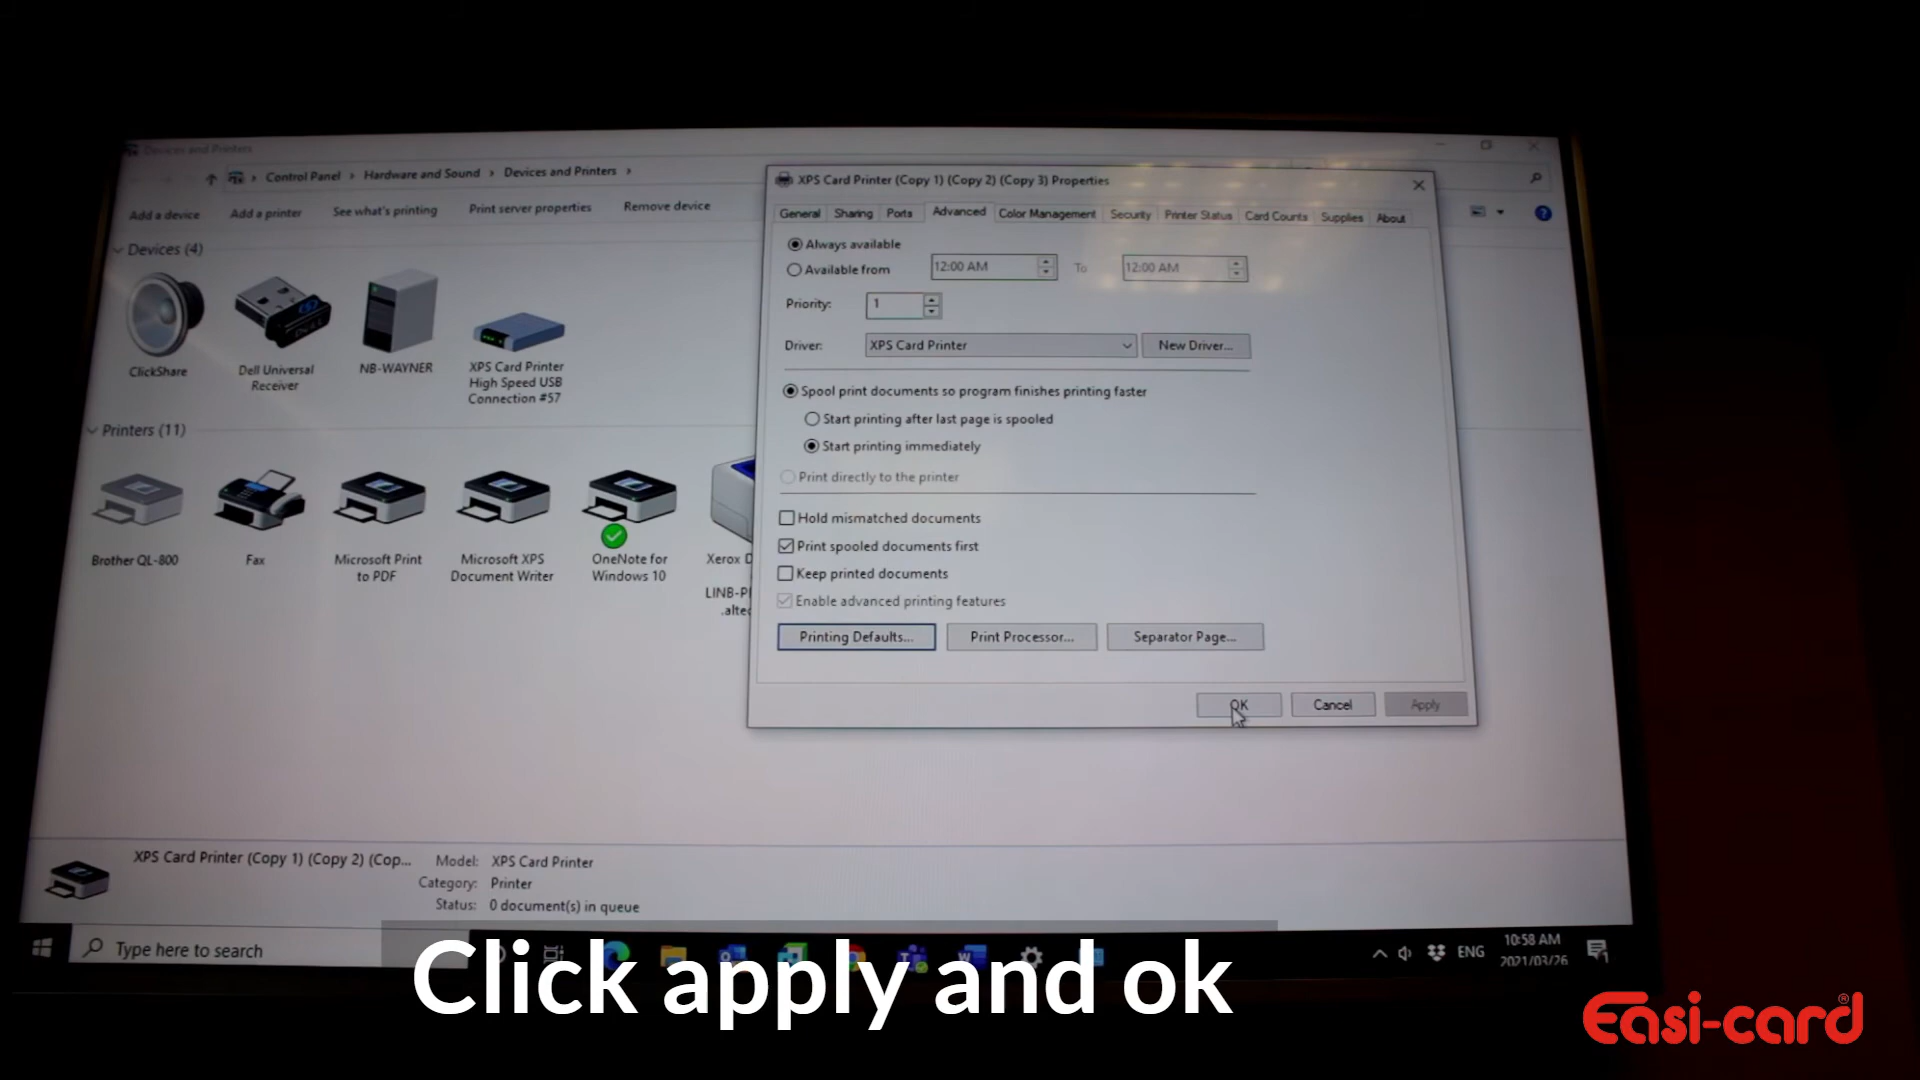 Devices and Printers
Control Panel > Hardware and Sound > Devices and Printers >
Add a device Add a printer See what's printing Print server properties Remove device
Devices (4)
ClickShare
Dell Universal
Receiver
NB-WAYNER
XPS Card Printer
High Speed USB
Connection #57
Printers (11)
Brother QL-800
Fax
Microsoft Print
to PDF
Microsoft XPS
Document Writer
OneNote for
Windows 10
Xerox D
LINB-P
.altec
XPS Card Printer (Copy 1) (Copy 2) (Copy 3) Properties
General Sharing Ports Advanced Color Management Security Printer Status Card Counts Supplies About
Always available
Available from 12:00 AM To 12:00 AM
Priority: 1
Driver: XPS Card Printer New Driver...
Spool print documents so program finishes printing faster
Start printing after last page is spooled
Start printing immediately
Print directly to the printer
Hold mismatched documents
Print spooled documents first
Keep printed documents
Enable advanced printing features
Printing Defaults... Print Processor... Separator Page...
OK Cancel Apply
XPS Card Printer (Copy 1) (Copy 2) (Cop...
Model: XPS Card Printer
Category: Printer
Status: 0 document(s) in queue
Type here to search
ENG
10:58 AM
2021/03/26
Click apply and ok
Easi-card®